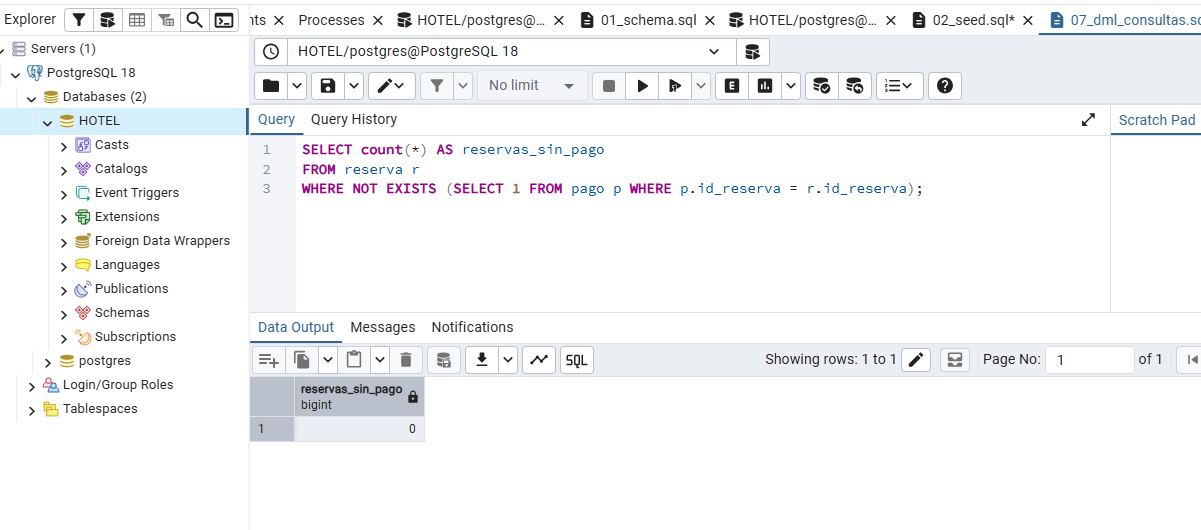 Explorer
nts
Processes
HOTEL/postgres@...
01_schema.sql
HOTEL/postgres@...
02_seed.sql*
07_dml_consultas.s
Servers (1)
PostgreSQL 18
Databases (2)
HOTEL
Casts
Catalogs
Event Triggers
Extensions
Foreign Data Wrappers
Languages
Publications
Schemas
Subscriptions
postgres
Login/Group Roles
Tablespaces
HOTEL/postgres@PostgreSQL 18
No limit
E
Query
Query History
Scratch Pad
1 SELECT count(*) AS reservas_sin_pago
2 FROM reserva r
3 WHERE NOT EXISTS (SELECT 1 FROM pago p WHERE p.id_reserva = r.id_reserva);
Data Output
Messages
Notifications
SQL
Showing rows: 1 to 1
Page No: 1 of 1
reservas_sin_pago
bigint
1 0